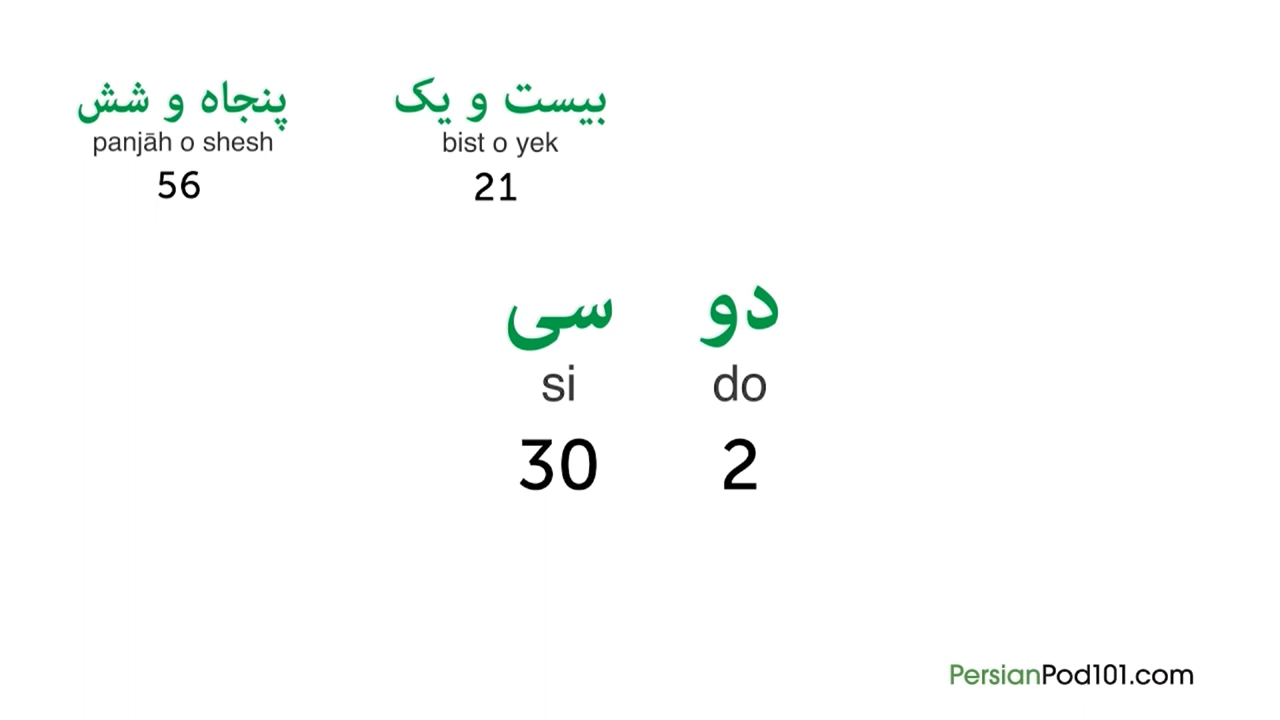 پنجاه و شش
panjāh o shesh
56
بیست و یک
bist o yek
21
سی
si
30
دو
do
2
PersianPod101.com